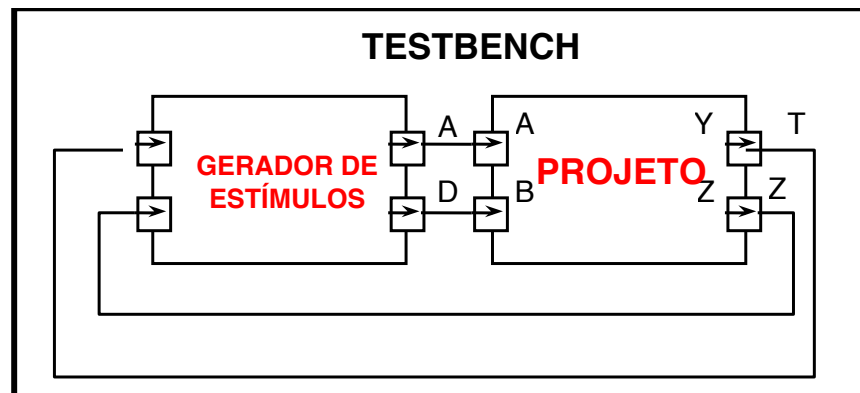 TESTBENCH
A A Y T
GERADOR DE
ESTÍMULOS
PROJETO
D B Z Z